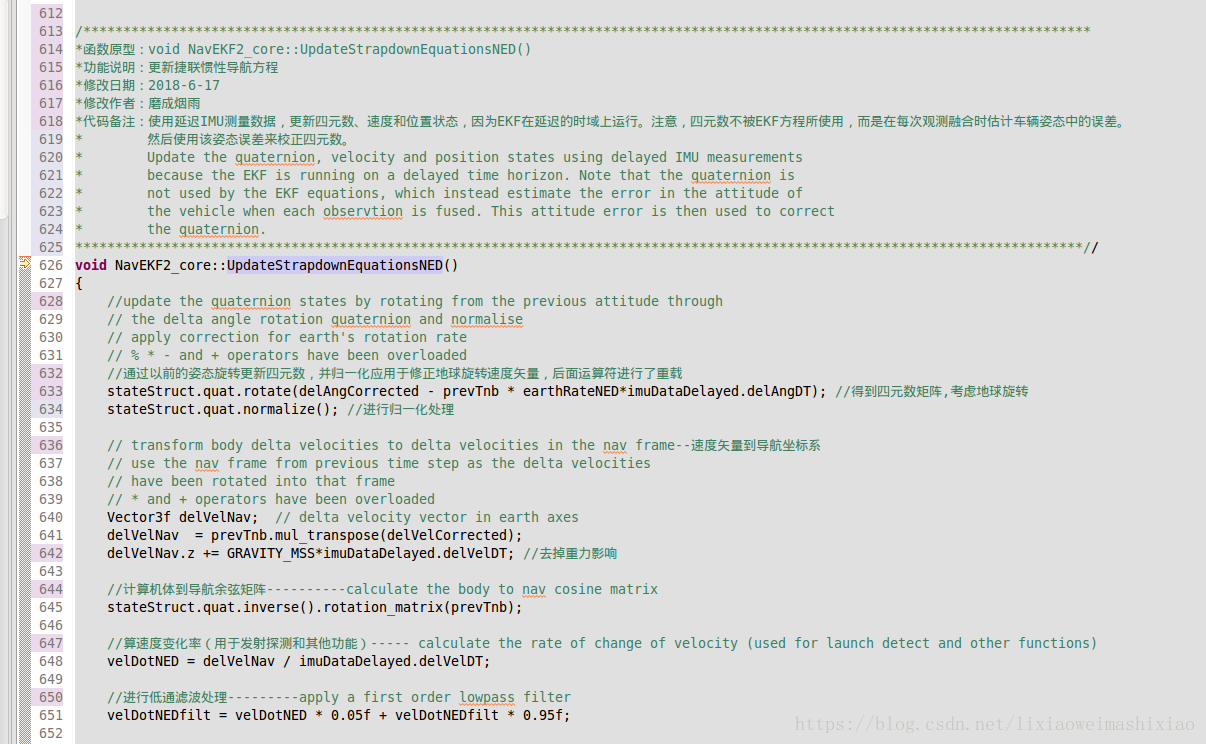 612
613 /******************************************************************************************************************************
614 *函数原型：void NavEKF2_core::UpdateStrapdownEquationsNED()
615 *功能说明：更新捷联惯性导航方程
616 *修改日期：2018-6-17
617 *修改作者：磨成烟雨
618 *代码备注：使用延迟IMU测量数据，更新四元数、速度和位置状态，因为EKF在延迟的时域上运行。注意，四元数不被EKF方程所使用，而是在每次观测融合时估计车辆姿态中的误差。
619 * 然后使用该姿态误差来校正四元数。
620 * Update the quaternion, velocity and position states using delayed IMU measurements
621 * because the EKF is running on a delayed time horizon. Note that the quaternion is
622 * not used by the EKF equations, which instead estimate the error in the attitude of
623 * the vehicle when each observtion is fused. This attitude error is then used to correct
624 * the quaternion.
625 ******************************************************************************************************************************//
626 void NavEKF2_core::UpdateStrapdownEquationsNED()
627 {
628 //update the quaternion states by rotating from the previous attitude through
629 // the delta angle rotation quaternion and normalise
630 // apply correction for earth's rotation rate
631 // % * - and + operators have been overloaded
632 //通过以前的姿态旋转更新四元数，并归一化应用于修正地球旋转速度矢量，后面运算符进行了重载
633 stateStruct.quat.rotate(delAngCorrected - prevTnb * earthRateNED*imuDataDelayed.delAngDT); //得到四元数矩阵,考虑地球旋转
634 stateStruct.quat.normalize(); //进行归一化处理
635
636 // transform body delta velocities to delta velocities in the nav frame--速度矢量到导航坐标系
637 // use the nav frame from previous time step as the delta velocities
638 // have been rotated into that frame
639 // * and + operators have been overloaded
640 Vector3f delVelNav; // delta velocity vector in earth axes
641 delVelNav  = prevTnb.mul_transpose(delVelCorrected);
642 delVelNav.z += GRAVITY_MSS*imuDataDelayed.delVelDT; //去掉重力影响
643
644 //计算机体到导航余弦矩阵----------calculate the body to nav cosine matrix
645 stateStruct.quat.inverse().rotation_matrix(prevTnb);
646
647 //算速度变化率（用于发射探测和其他功能）----- calculate the rate of change of velocity (used for launch detect and other functions)
648 velDotNED = delVelNav / imuDataDelayed.delVelDT;
649
650 //进行低通滤波处理---------apply a first order lowpass filter
651 velDotNEDfilt = velDotNED * 0.05f + velDotNEDfilt * 0.95f;
652
https://blog.csdn.net/lixiaoweimashixiao